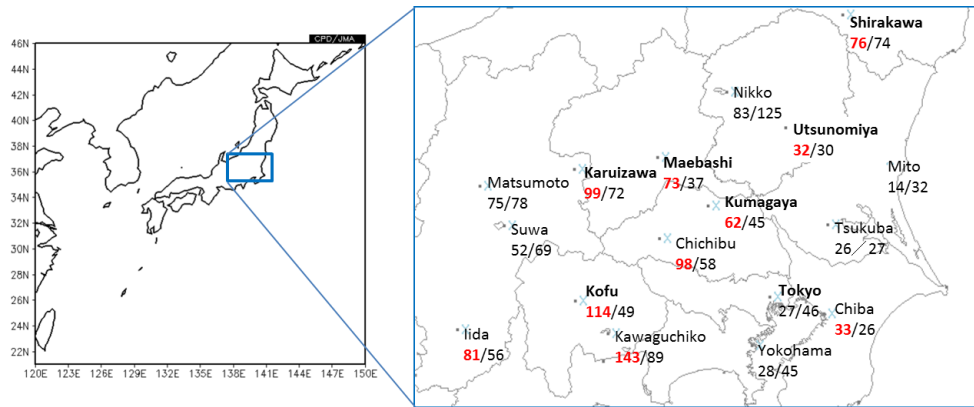 CPD/JMA
46N
44N
42N
40N
38N
36N
34N
32N
30N
28N
26N
24N
22N
120E 123E 126E 129E 132E 135E 138E 141E 144E 147E 150E
Shirakawa
76/74
Nikko
83/125
Utsunomiya
32/30
Mito
14/32
Maebashi
73/37
Karuizawa
99/72
Matsumoto
75/78
Kumagaya
62/45
Suwa
52/69
Tsukuba
26/27
Chichibu
98/58
Kofu
114/49
Tokyo
27/46
Chiba
33/26
Iida
81/56
Kawaguchiko
143/89
Yokohama
28/45